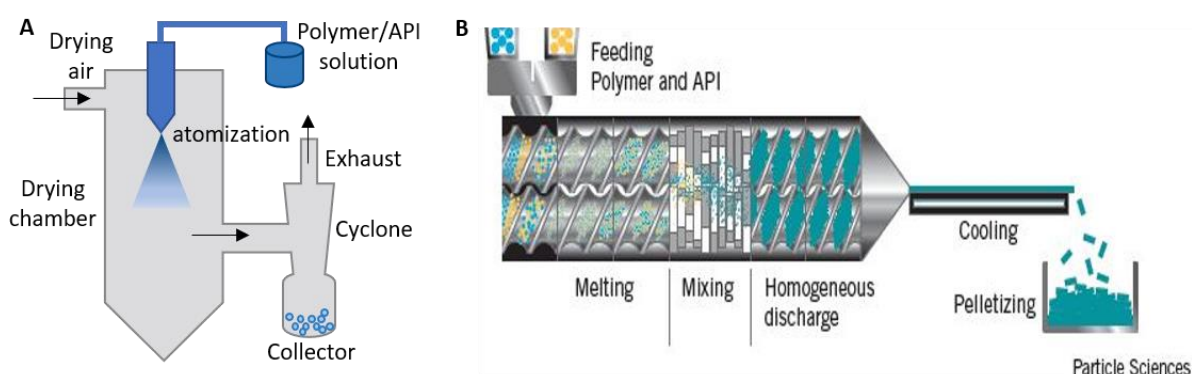 A
Drying
air
Polymer/API
solution
atomization
Exhaust
Drying
chamber
Cyclone
Collector
B
Feeding
Polymer and API
Melting
Mixing
Homogeneous
discharge
Cooling
Pelletizing
Particle Sciences